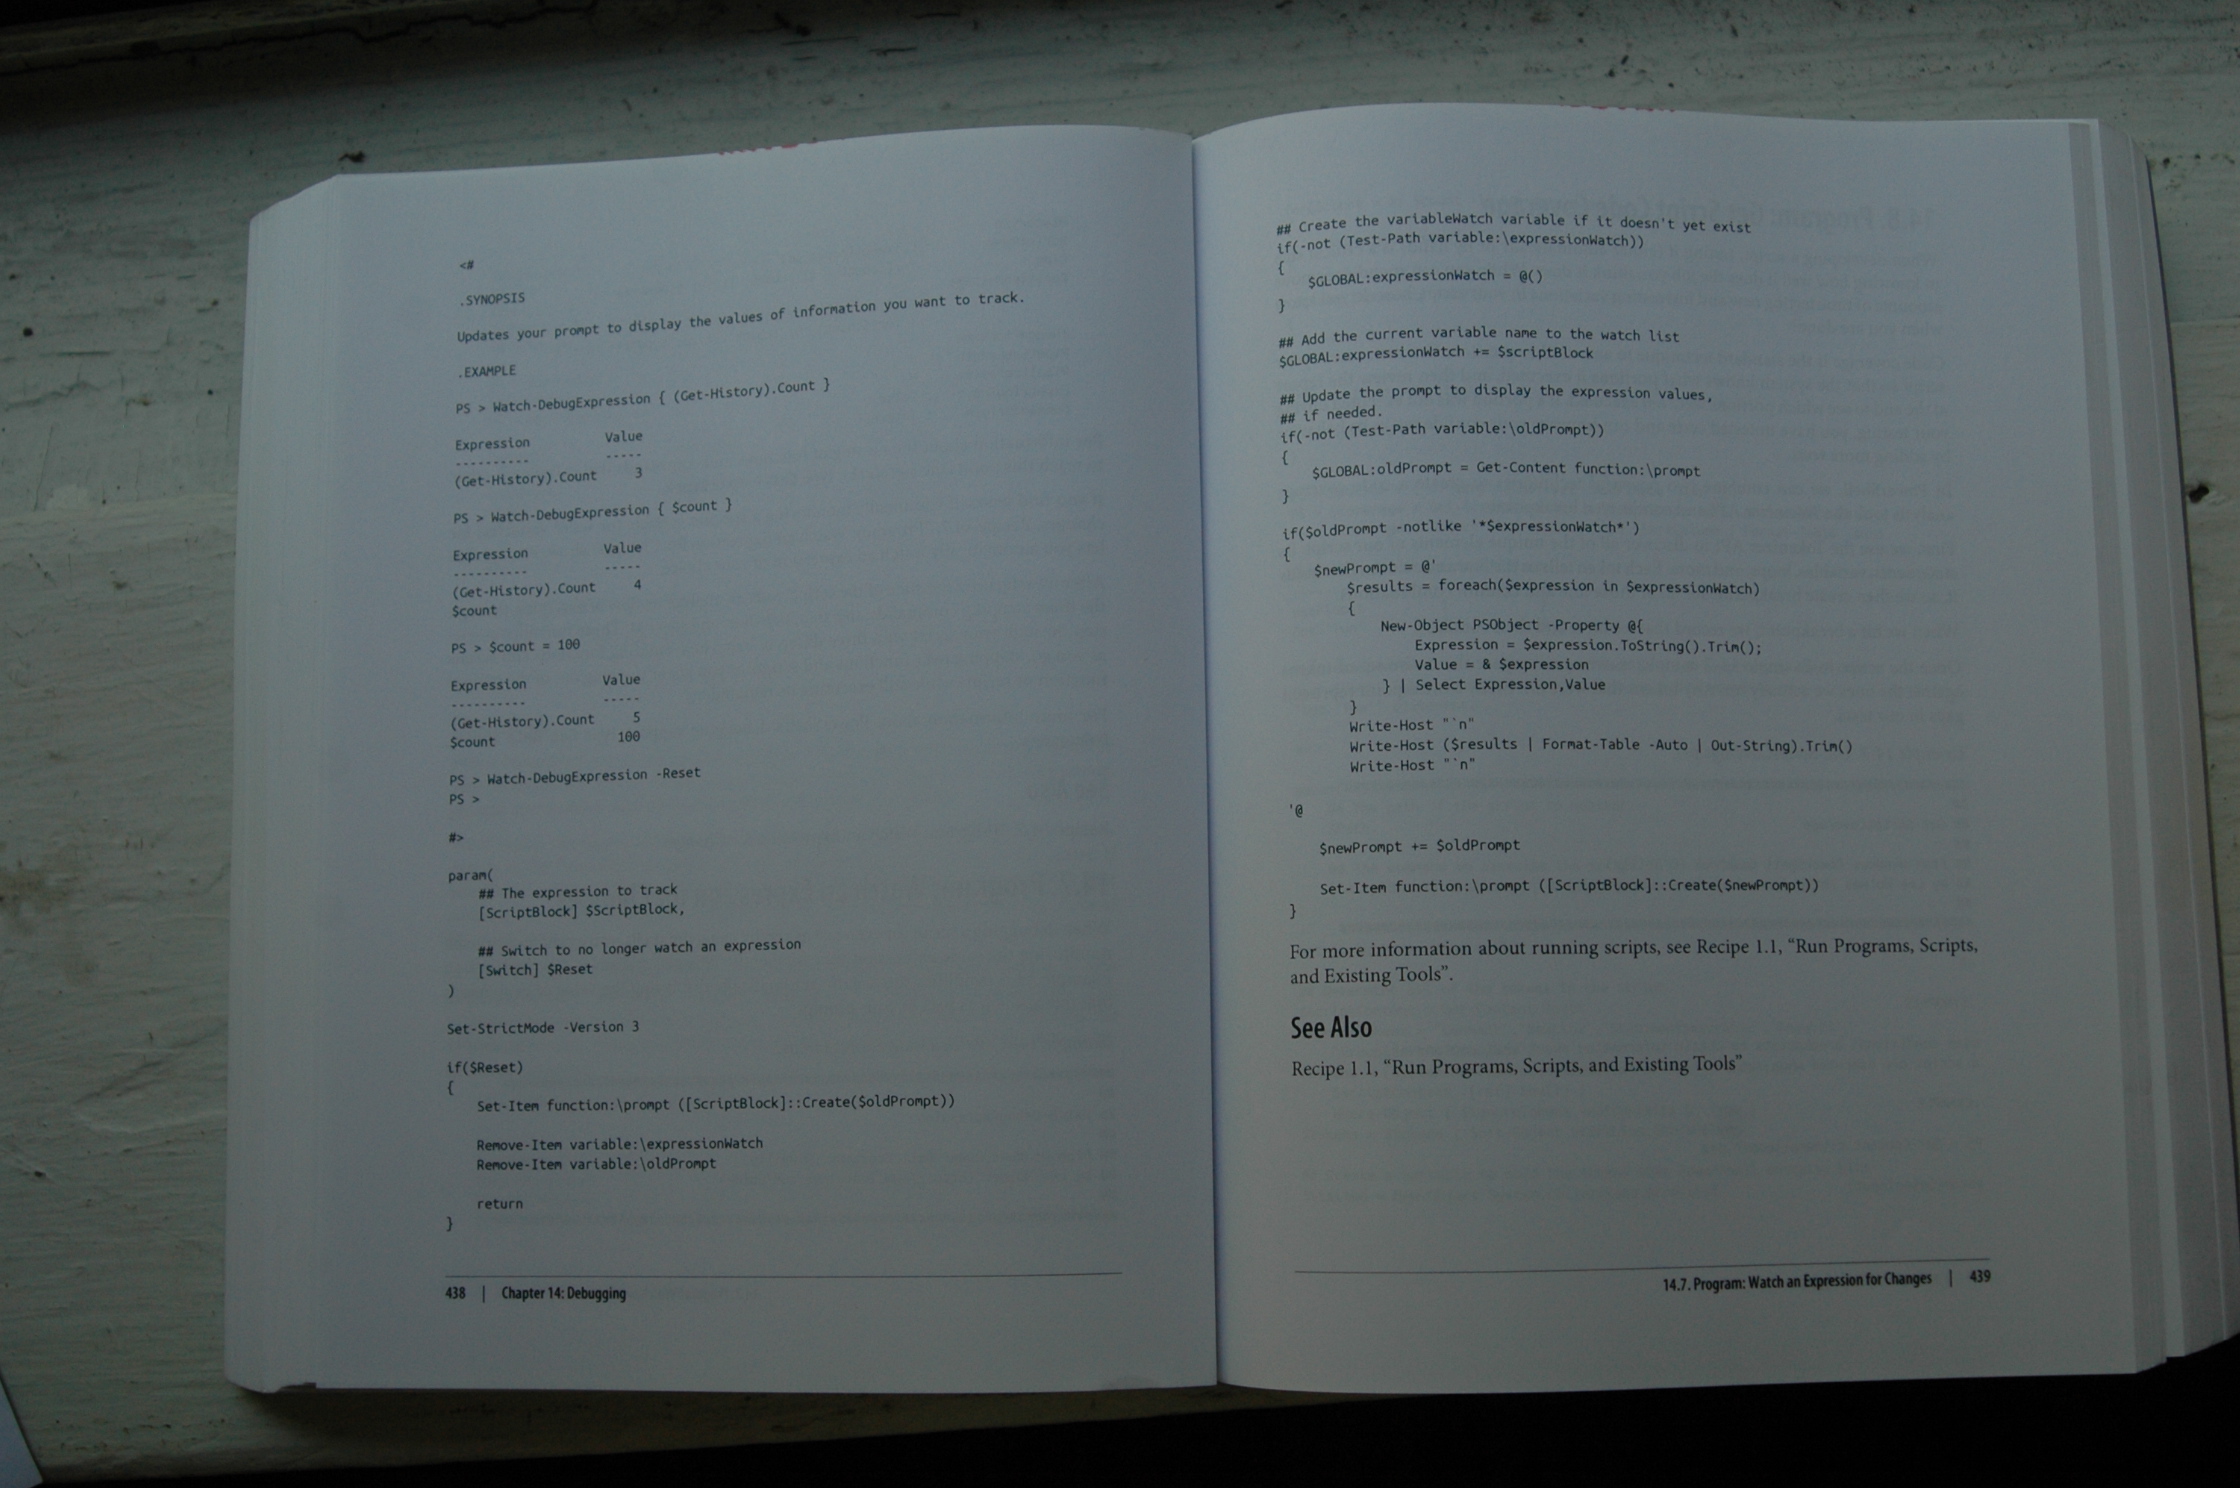 <#
.SYNOPSIS
Updates your prompt to display the values of information you want to track.
.EXAMPLE
PS > Watch-DebugExpression { (Get-History).Count }
Expression          Value
----------          -----
(Get-History).Count     3
PS > Watch-DebugExpression { $count }
Expression          Value
----------          -----
(Get-History).Count     4
$count
PS > $count = 100
Expression          Value
----------          -----
(Get-History).Count     5
$count                100
PS > Watch-DebugExpression -Reset
PS >
#>
param(
    ## The expression to track
    [ScriptBlock] $ScriptBlock,
    ## Switch to no longer watch an expression
    [Switch] $Reset
)
Set-StrictMode -Version 3
if($Reset)
{
    Set-Item function:\prompt ([ScriptBlock]::Create($oldPrompt))
    Remove-Item variable:\expressionWatch
    Remove-Item variable:\oldPrompt
    return
}
438 | Chapter 14: Debugging
## Create the variableWatch variable if it doesn't yet exist
if(-not (Test-Path variable:\expressionWatch))
{
    $GLOBAL:expressionWatch = @()
}
## Add the current variable name to the watch list
$GLOBAL:expressionWatch += $scriptBlock
## Update the prompt to display the expression values,
## if needed.
if(-not (Test-Path variable:\oldPrompt))
{
    $GLOBAL:oldPrompt = Get-Content function:\prompt
}
if($oldPrompt -notlike '*$expressionWatch*')
{
    $newPrompt = @'
        $results = foreach($expression in $expressionWatch)
        {
            New-Object PSObject -Property @{
                Expression = $expression.ToString().Trim();
                Value = & $expression
            } | Select Expression,Value
        }
        Write-Host "`n"
        Write-Host ($results | Format-Table -Auto | Out-String).Trim()
        Write-Host "`n"
'@
    $newPrompt += $oldPrompt
    Set-Item function:\prompt ([ScriptBlock]::Create($newPrompt))
}
For more information about running scripts, see Recipe 1.1, “Run Programs, Scripts,
and Existing Tools”.
See Also
Recipe 1.1, “Run Programs, Scripts, and Existing Tools”
14.7. Program: Watch an Expression for Changes | 439